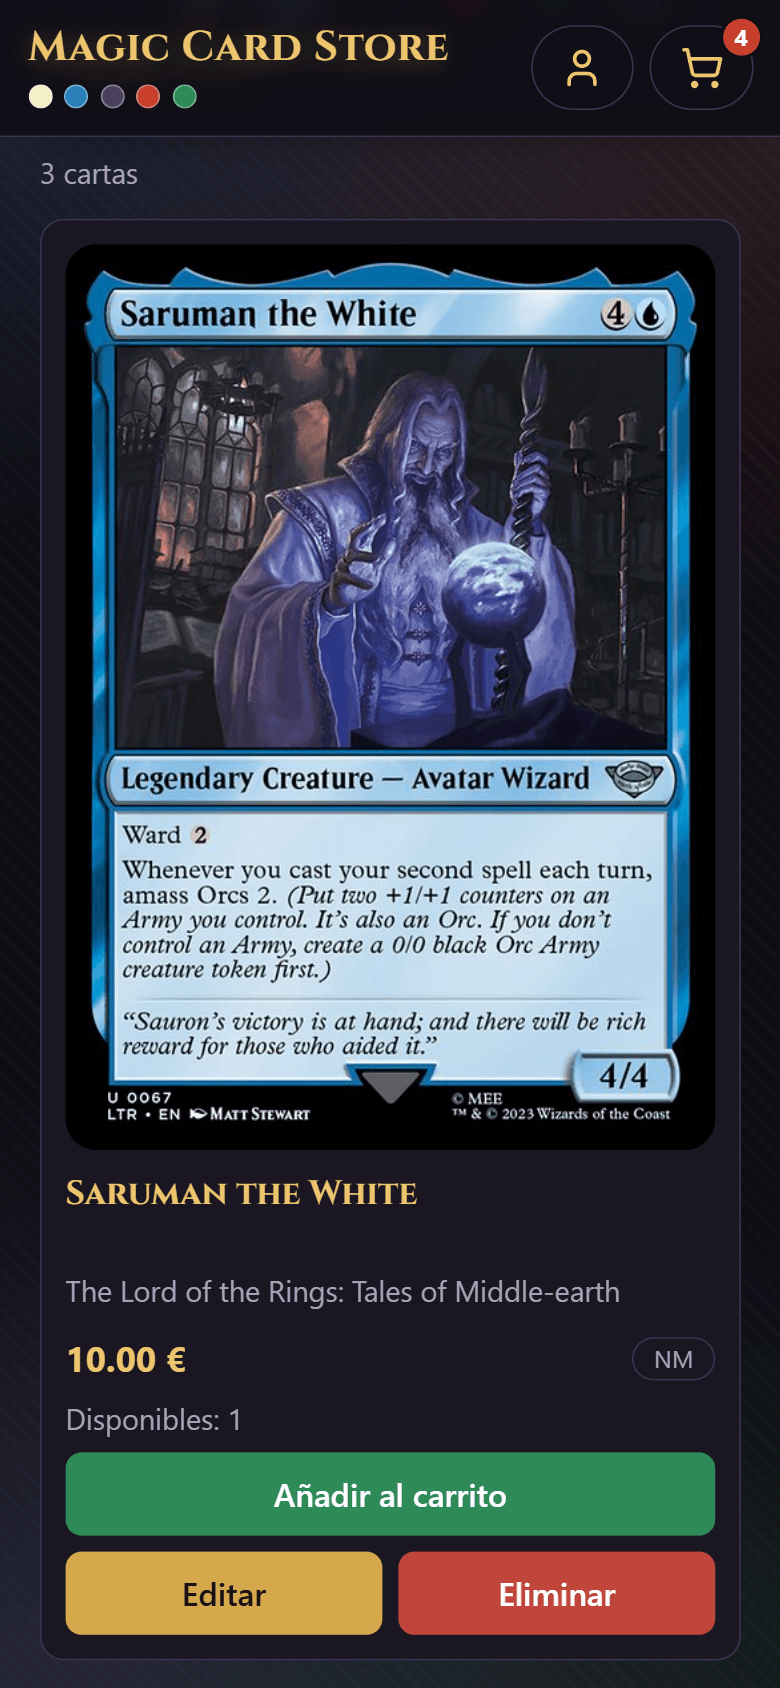 Magic Card Store
4
3 cartas
Saruman the White 4
Legendary Creature — Avatar Wizard
Ward 2
Whenever you cast your second spell each turn,
amass Orcs 2. (Put two +1/+1 counters on an
Army you control. It's also an Orc. If you don't
control an Army, create a 0/0 black Orc Army
creature token first.)
“Sauron's victory is at hand; and there will be rich
reward for those who aided it.”
4/4
U 0067
LTR • EN Matt Stewart
© MEE
™ & © 2023 Wizards of the Coast
Saruman the White
The Lord of the Rings: Tales of Middle-earth
10.00 €
NM
Disponibles: 1
Añadir al carrito
Editar
Eliminar